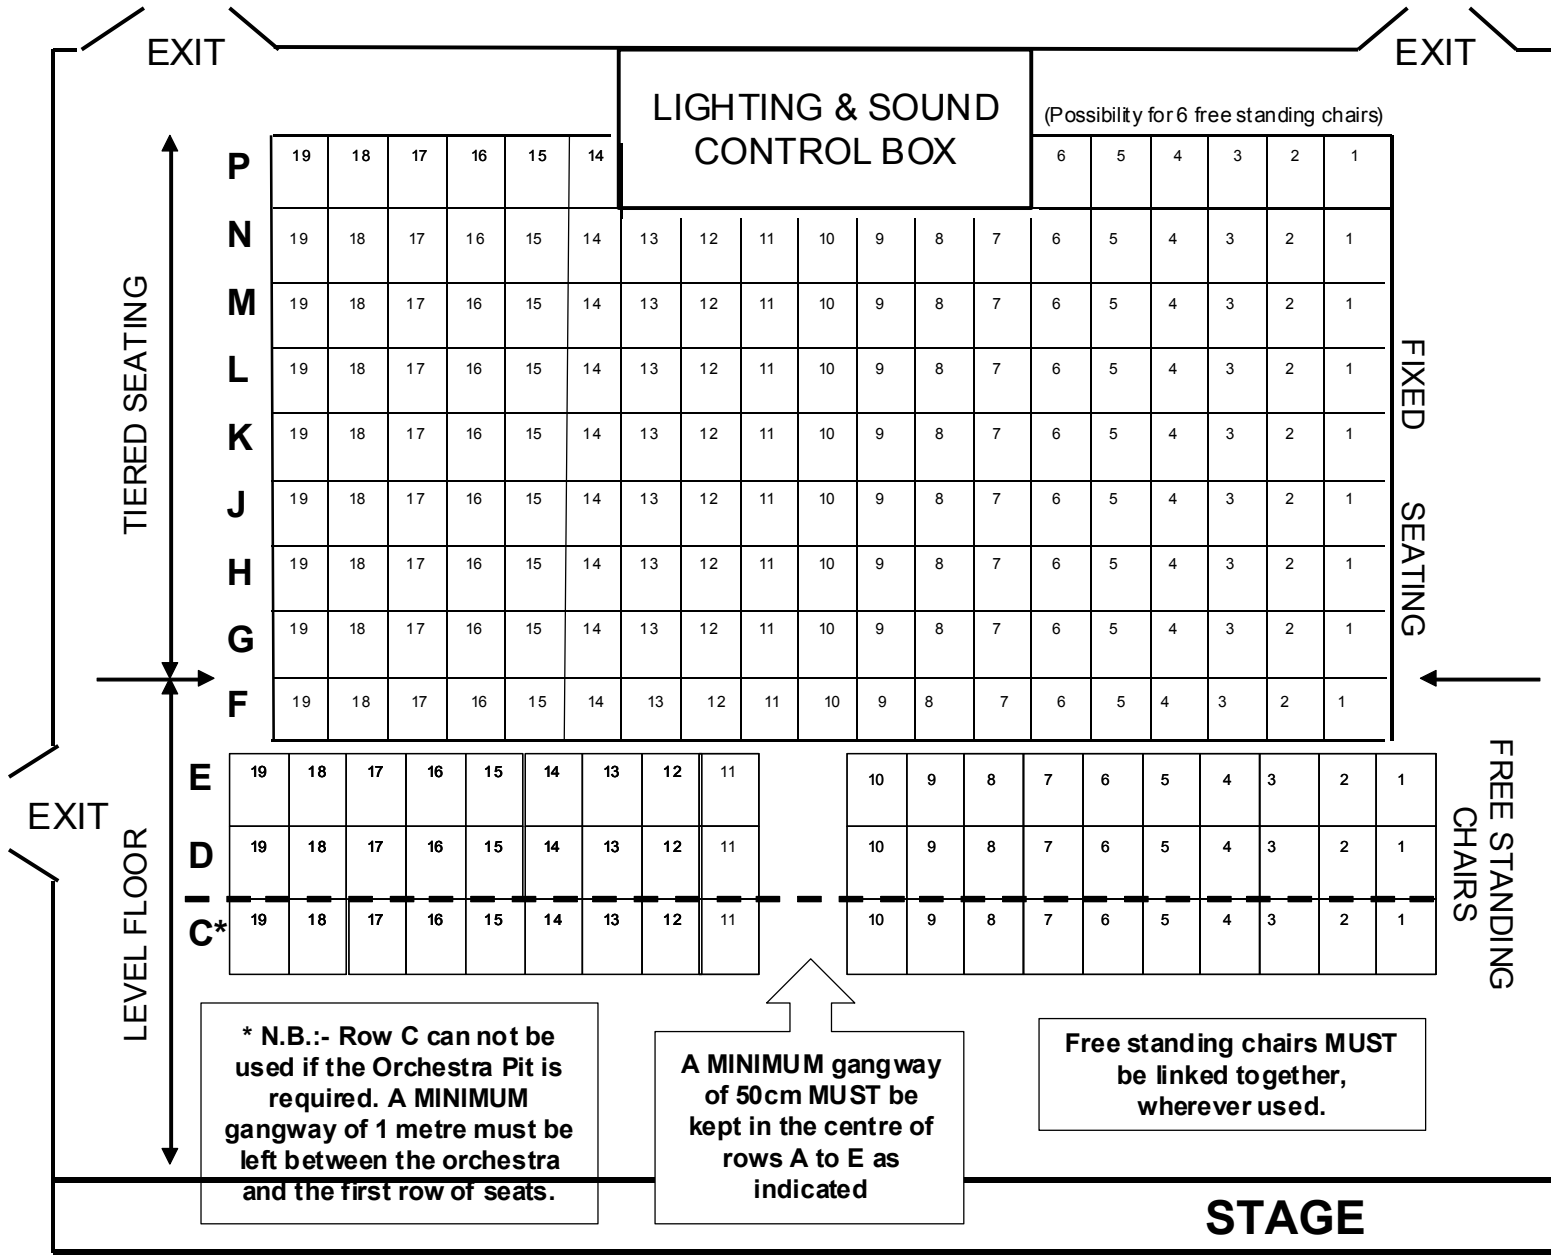 EXIT
EXIT
LIGHTING & SOUND
CONTROL BOX
(Possibility for 6 free standing chairs)
P 19 18 17 16 15 14 6 5 4 3 2 1
N 19 18 17 16 15 14 13 12 11 10 9 8 7 6 5 4 3 2 1
M 19 18 17 16 15 14 13 12 11 10 9 8 7 6 5 4 3 2 1
L 19 18 17 16 15 14 13 12 11 10 9 8 7 6 5 4 3 2 1
K 19 18 17 16 15 14 13 12 11 10 9 8 7 6 5 4 3 2 1
J 19 18 17 16 15 14 13 12 11 10 9 8 7 6 5 4 3 2 1
H 19 18 17 16 15 14 13 12 11 10 9 8 7 6 5 4 3 2 1
G 19 18 17 16 15 14 13 12 11 10 9 8 7 6 5 4 3 2 1
F 19 18 17 16 15 14 13 12 11 10 9 8 7 6 5 4 3 2 1
TIERED SEATING
FIXED SEATING
E 19 18 17 16 15 14 13 12 11 10 9 8 7 6 5 4 3 2 1
D 19 18 17 16 15 14 13 12 11 10 9 8 7 6 5 4 3 2 1
C* 19 18 17 16 15 14 13 12 11 10 9 8 7 6 5 4 3 2 1
EXIT
LEVEL FLOOR
FREE STANDING
CHAIRS
* N.B.:- Row C can not be
used if the Orchestra Pit is
required. A MINIMUM
gangway of 1 metre must be
left between the orchestra
and the first row of seats.
A MINIMUM gangway
of 50cm MUST be
kept in the centre of
rows A to E as
indicated
Free standing chairs MUST
be linked together,
wherever used.
STAGE